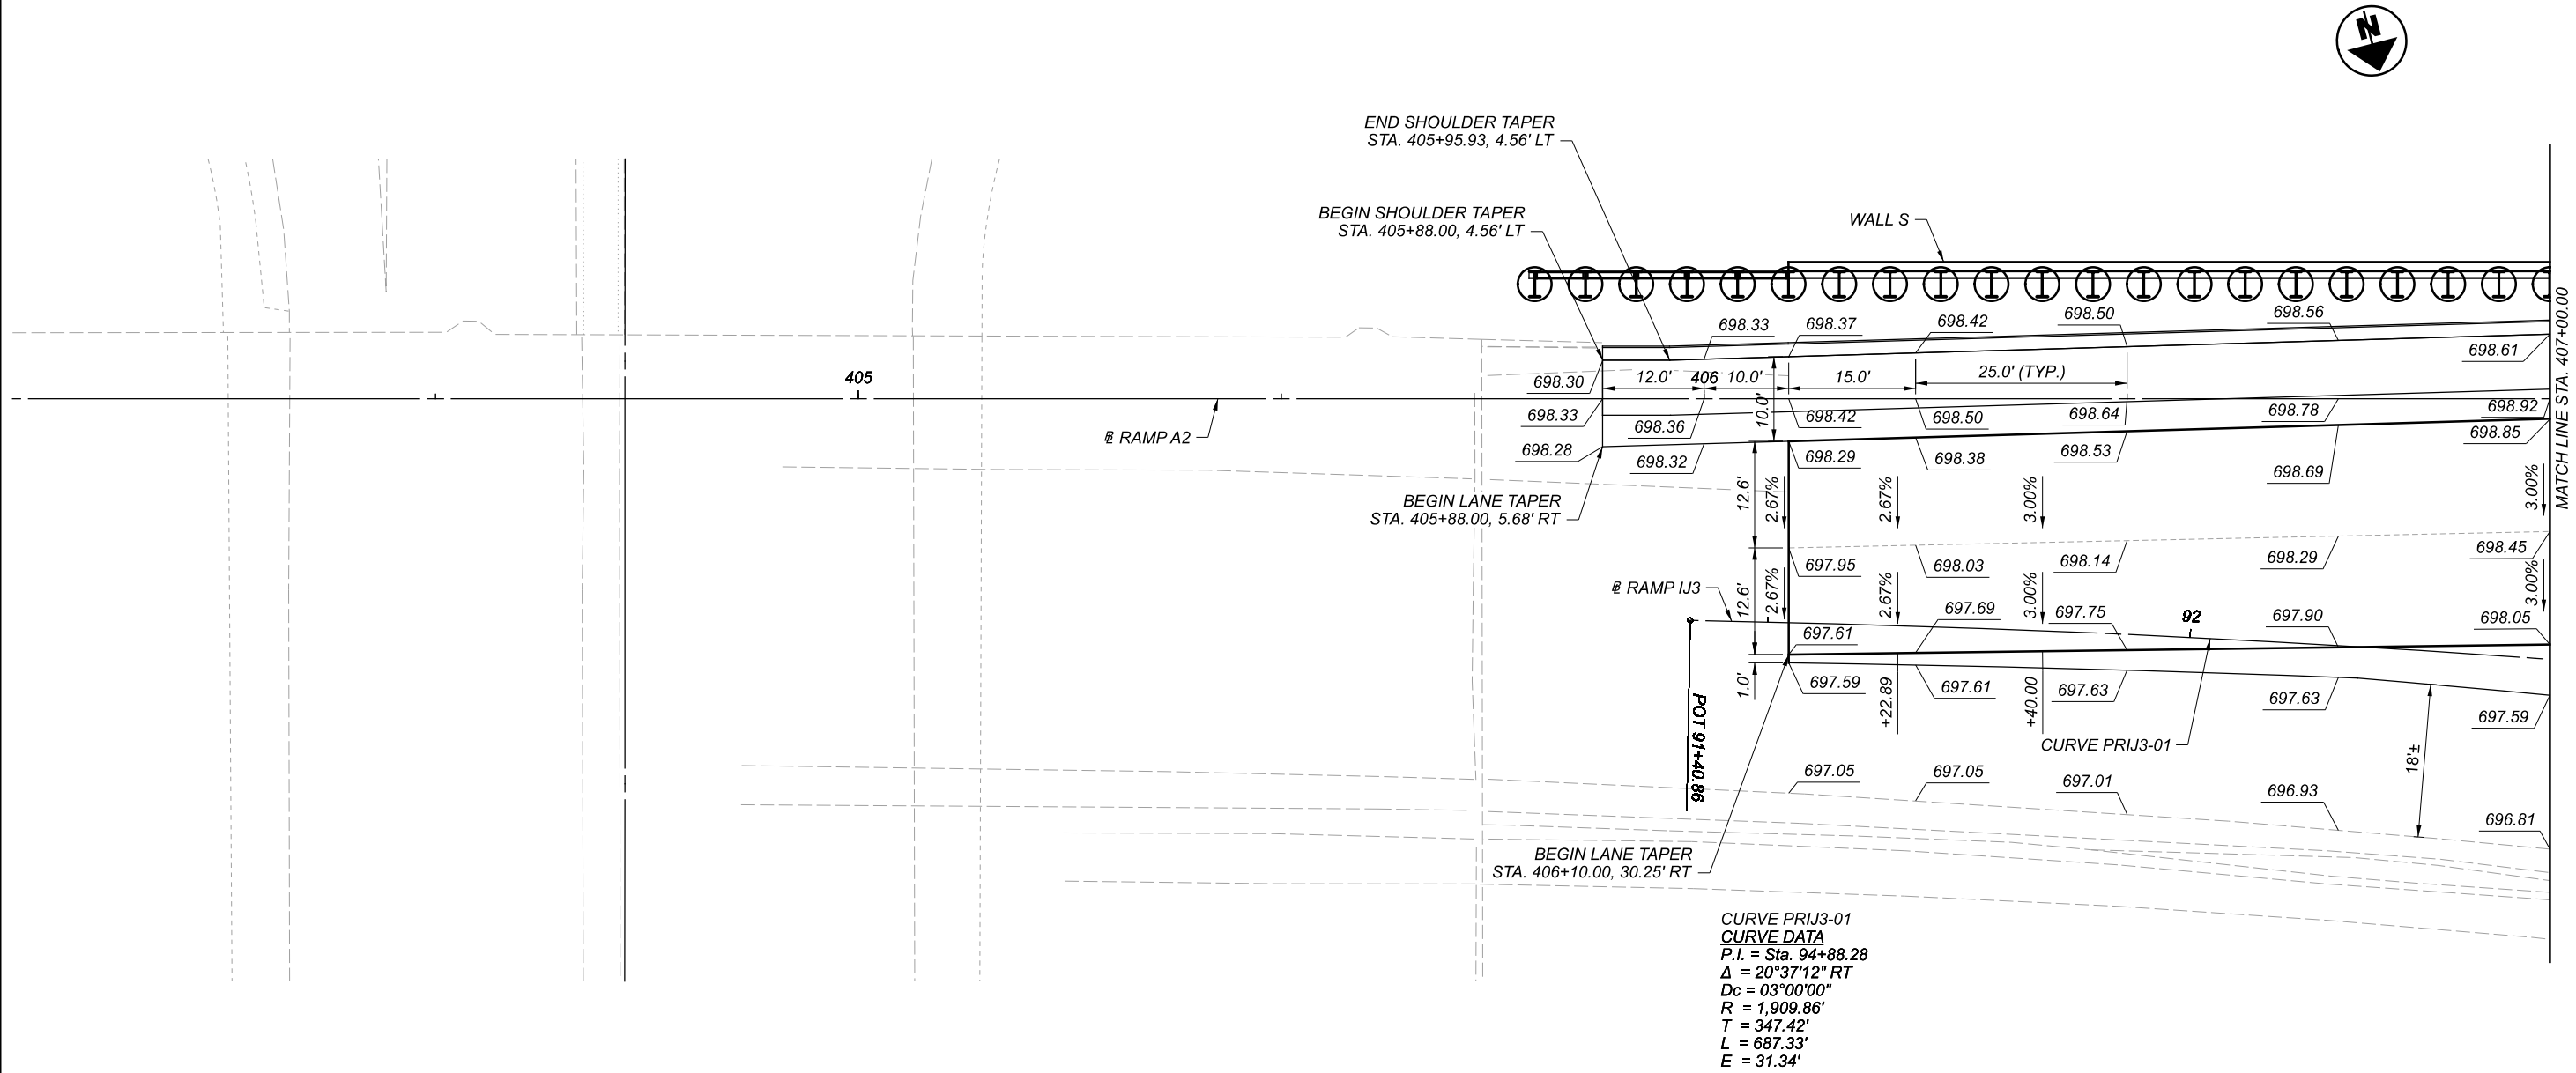 N
END SHOULDER TAPER
STA. 405+95.93, 4.56' LT
BEGIN SHOULDER TAPER
STA. 405+88.00, 4.56' LT
WALL S
MATCH LINE STA. 407+00.00
698.33
698.37
698.42
698.50
698.56
698.61
405
698.30
12.0'
406
10.0'
15.0'
25.0' (TYP.)
10.0'
698.33
698.36
698.42
698.50
698.64
698.78
698.92
RAMP A2
698.28
698.32
698.29
698.38
698.53
698.69
698.85
BEGIN LANE TAPER
STA. 405+88.00, 5.68' RT
12.6'
2.67%
2.67%
3.00%
3.00%
697.95
698.03
698.14
698.29
698.45
RAMP IJ3
12.6'
2.67%
2.67%
3.00%
3.00%
697.61
697.69
697.75
92
697.90
698.05
1.0'
697.59
697.61
697.63
697.63
697.59
POT 91+40.86
+22.89
+40.00
CURVE PRIJ3-01
18'±
697.05
697.05
697.01
696.93
696.81
BEGIN LANE TAPER
STA. 406+10.00, 30.25' RT
CURVE PRIJ3-01
CURVE DATA
P.I. = Sta. 94+88.28
Δ = 20°37'12" RT
Dc = 03°00'00"
R = 1,909.86'
T = 347.42'
L = 687.33'
E = 31.34'